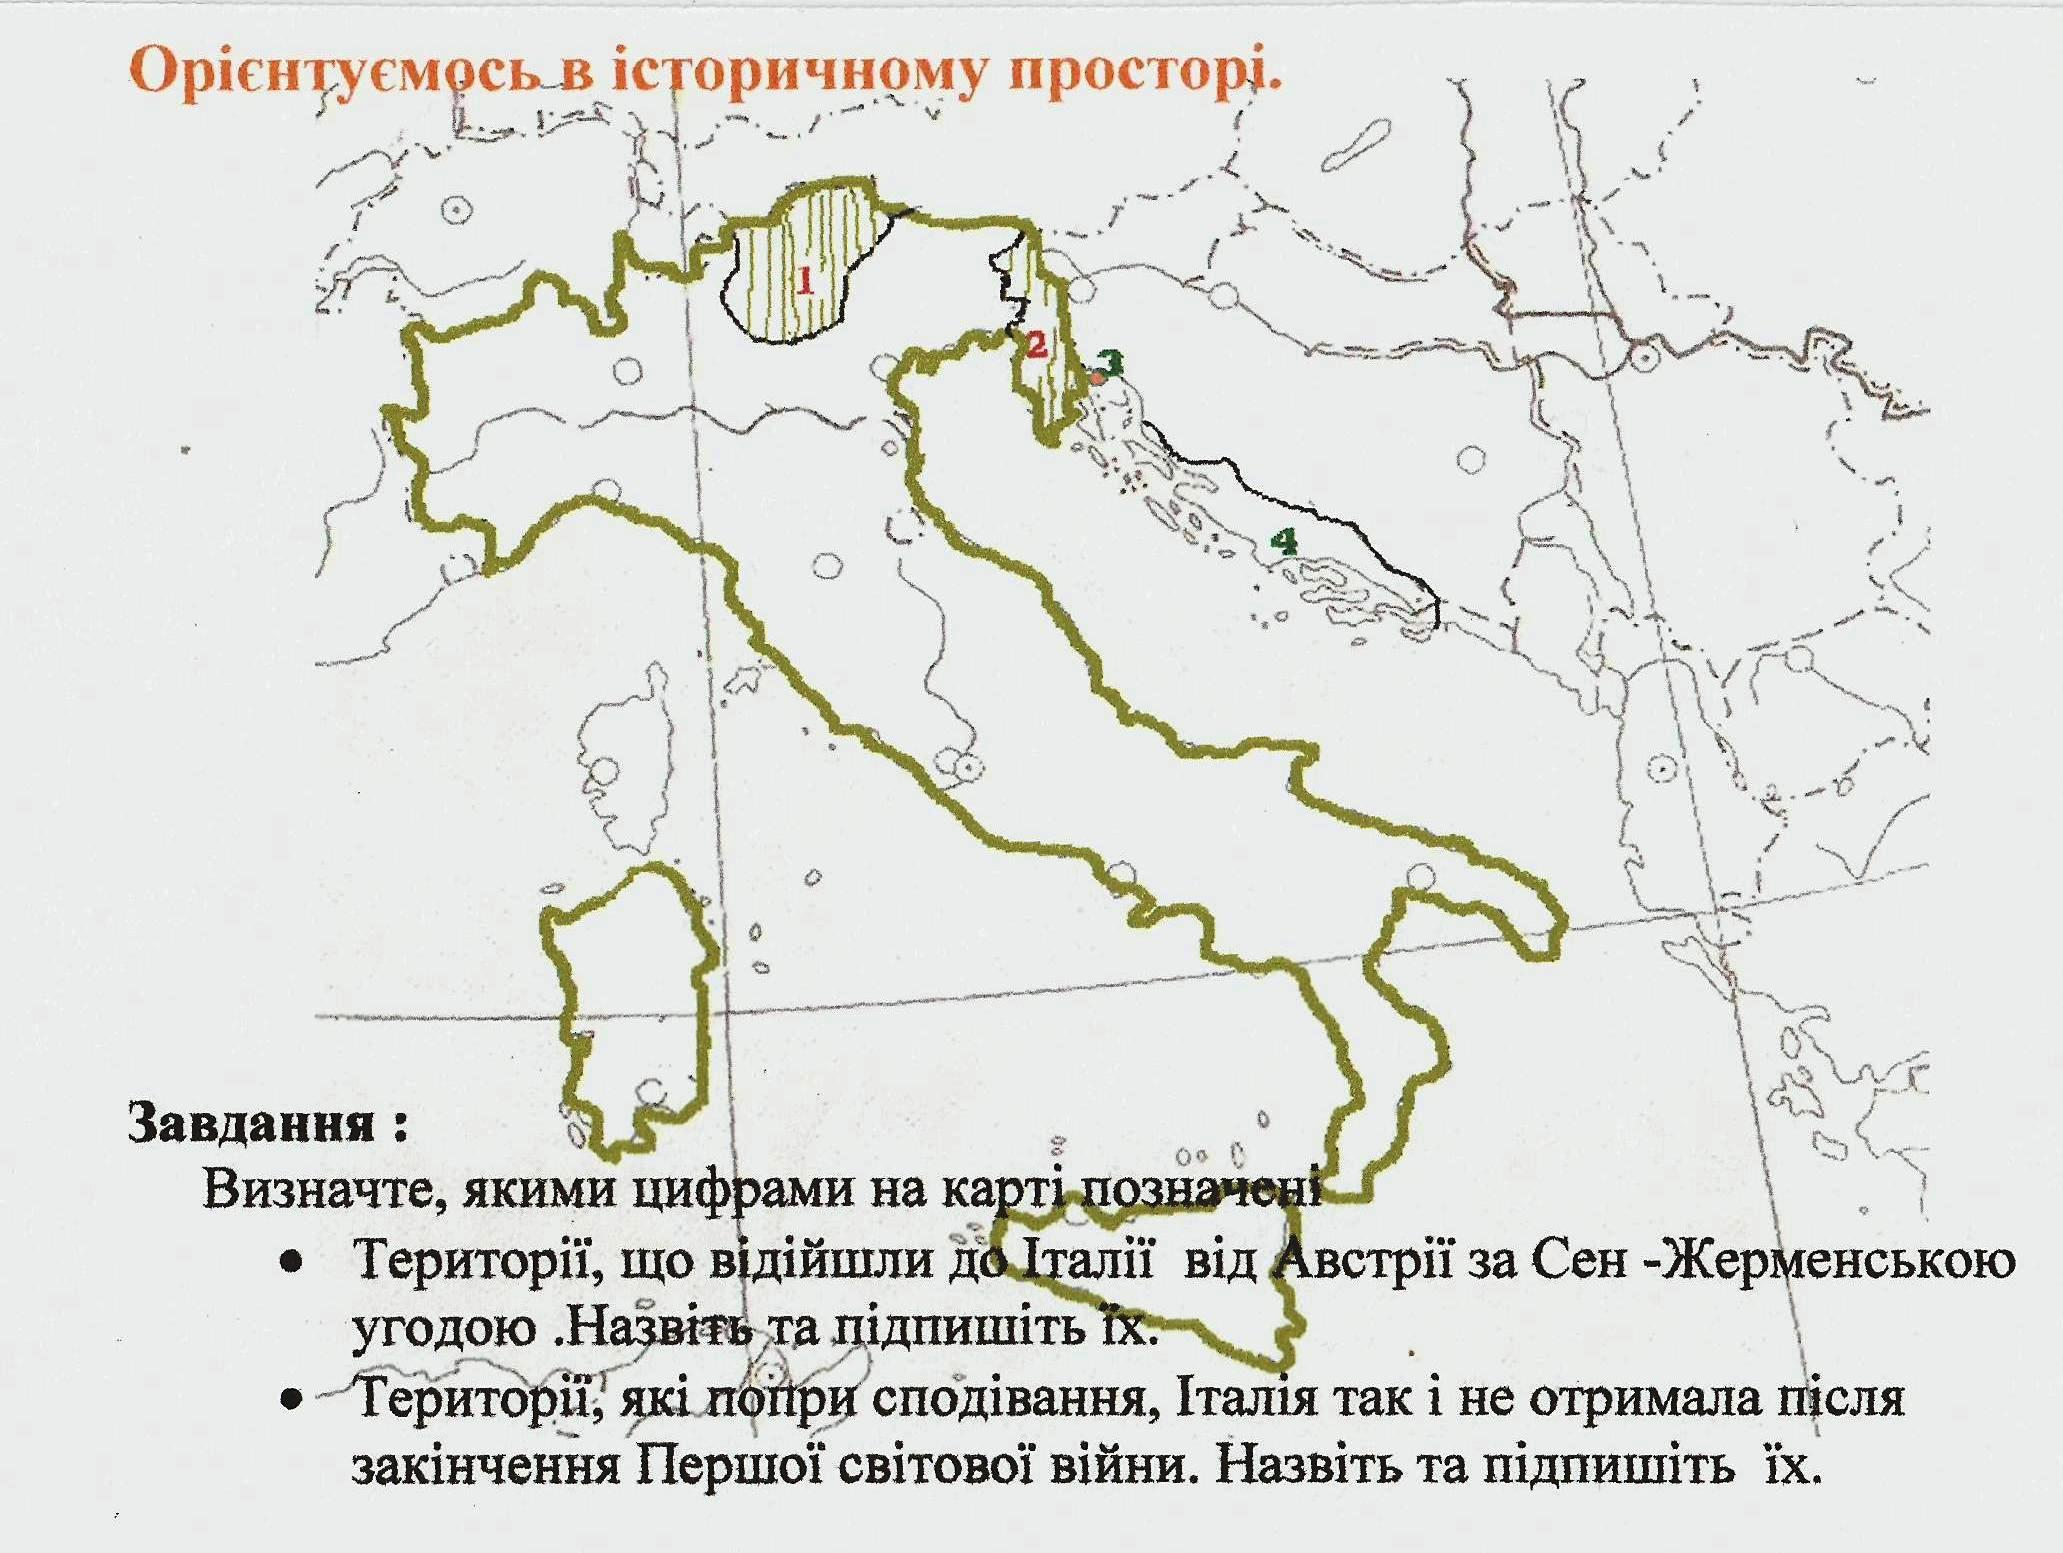 Орієнтуємось в історичному просторі.
1
2
3
4
Завдання :
Визначте, якими цифрами на карті позначені
• Території, що відійшли до Італії від Австрії за Сен -Жерменською
угодою .Назвіть та підпишіть їх.
• Території, які попри сподівання, Італія так і не отримала після
закінчення Першої світової війни. Назвіть та підпишіть їх.